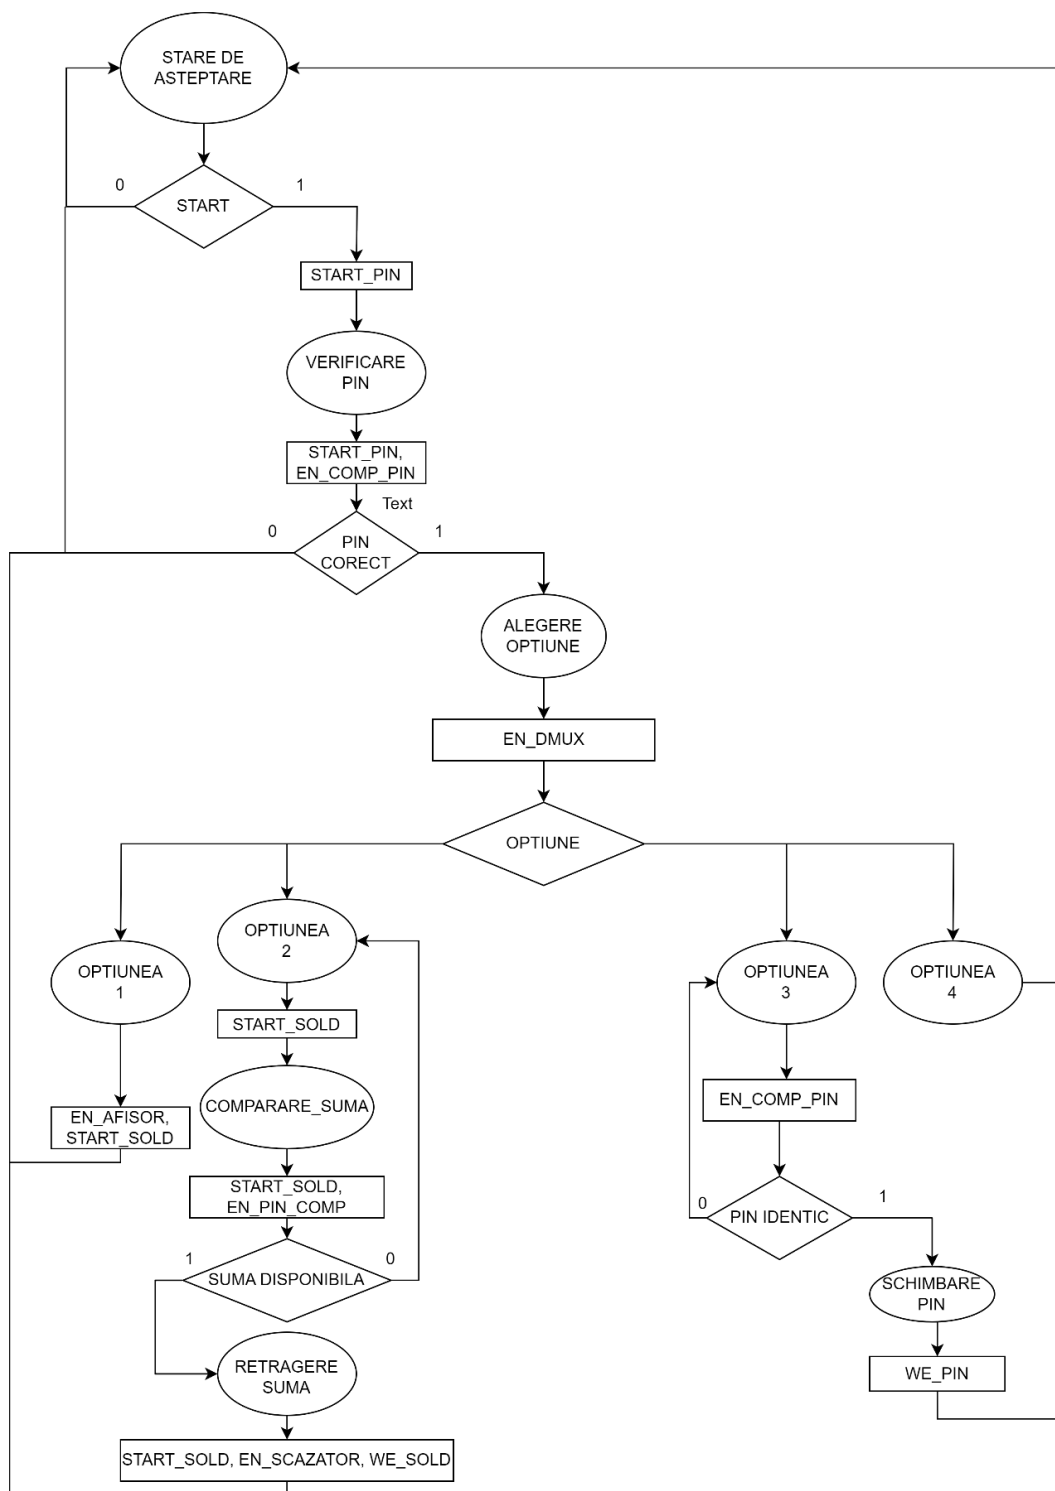 STARE DE
ASTEPTARE
0
1
START
START_PIN
VERIFICARE
PIN
START_PIN,
EN_COMP_PIN
Text
0
1
PIN
CORECT
ALEGERE
OPTIUNE
EN_DMUX
OPTIUNE
OPTIUNEA
1
OPTIUNEA
2
OPTIUNEA
3
OPTIUNEA
4
START_SOLD
COMPARARE_SUMA
EN_AFISOR,
START_SOLD
EN_COMP_PIN
START_SOLD,
EN_PIN_COMP
0
1
PIN IDENTIC
1
0
SUMA DISPONIBILA
SCHIMBARE
PIN
RETRAGERE
SUMA
WE_PIN
START_SOLD, EN_SCAZATOR, WE_SOLD